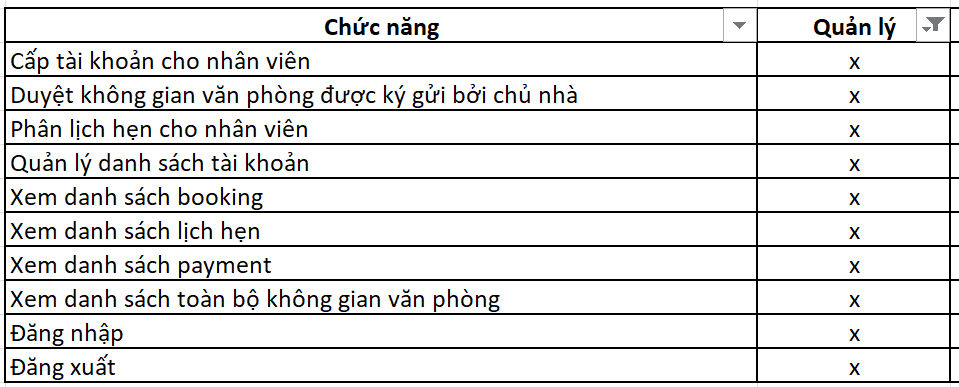 Chức năng Quản lý
Cấp tài khoản cho nhân viên x
Duyệt không gian văn phòng được ký gửi bởi chủ nhà x
Phân lịch hẹn cho nhân viên x
Quản lý danh sách tài khoản x
Xem danh sách booking x
Xem danh sách lịch hẹn x
Xem danh sách payment x
Xem danh sách toàn bộ không gian văn phòng x
Đăng nhập x
Đăng xuất x